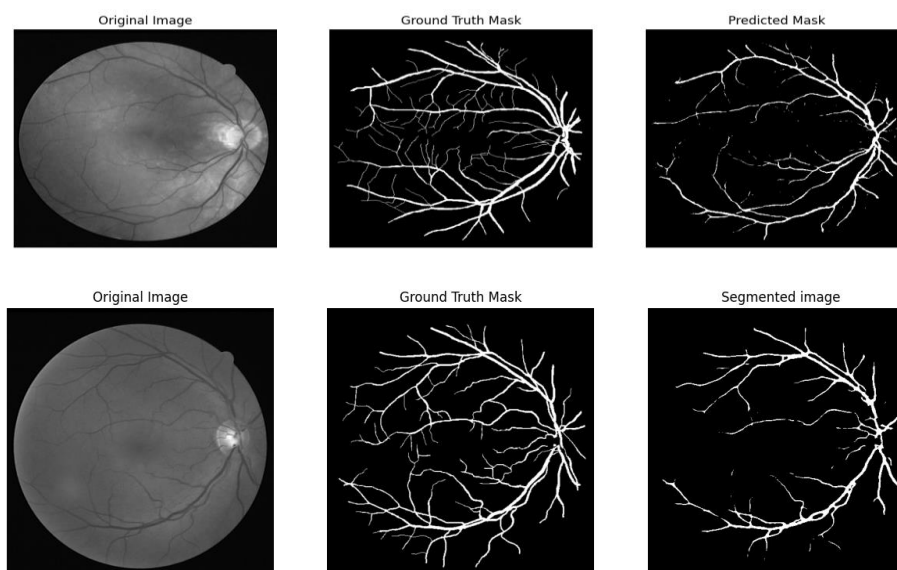 Original Image
Ground Truth Mask
Predicted Mask
Original Image
Ground Truth Mask
Segmented image